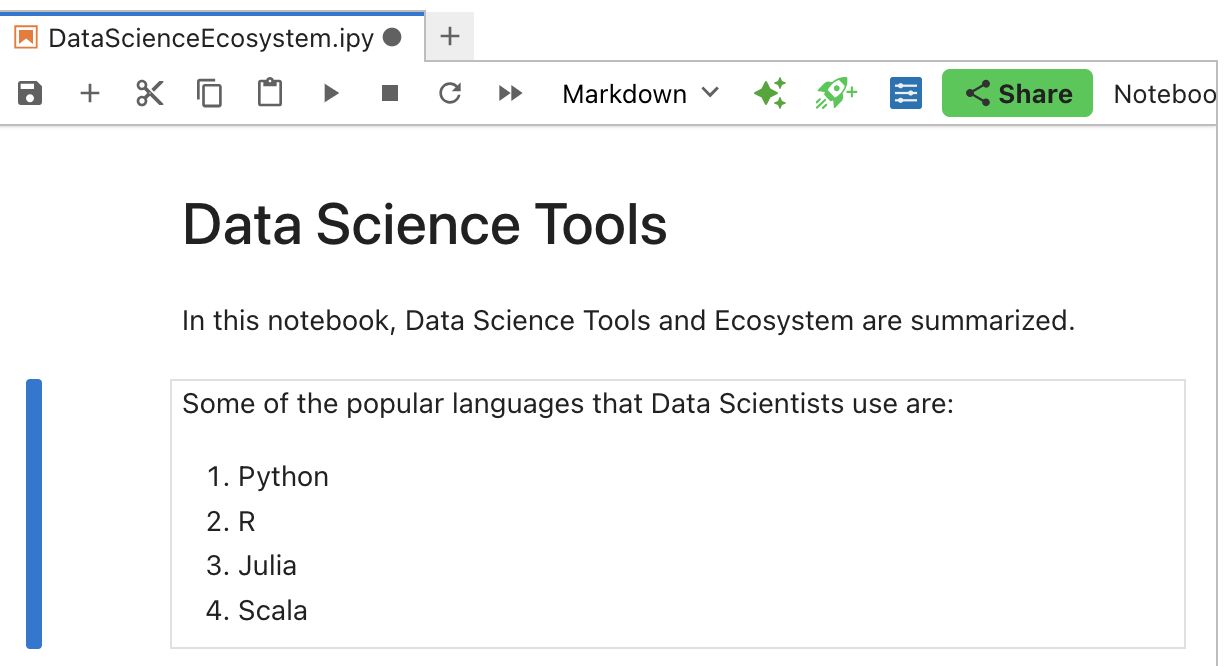 DataScienceEcosystem.ipy
Markdown Share Noteboo
Data Science Tools
In this notebook, Data Science Tools and Ecosystem are summarized.
Some of the popular languages that Data Scientists use are:
1. Python
2. R
3. Julia
4. Scala